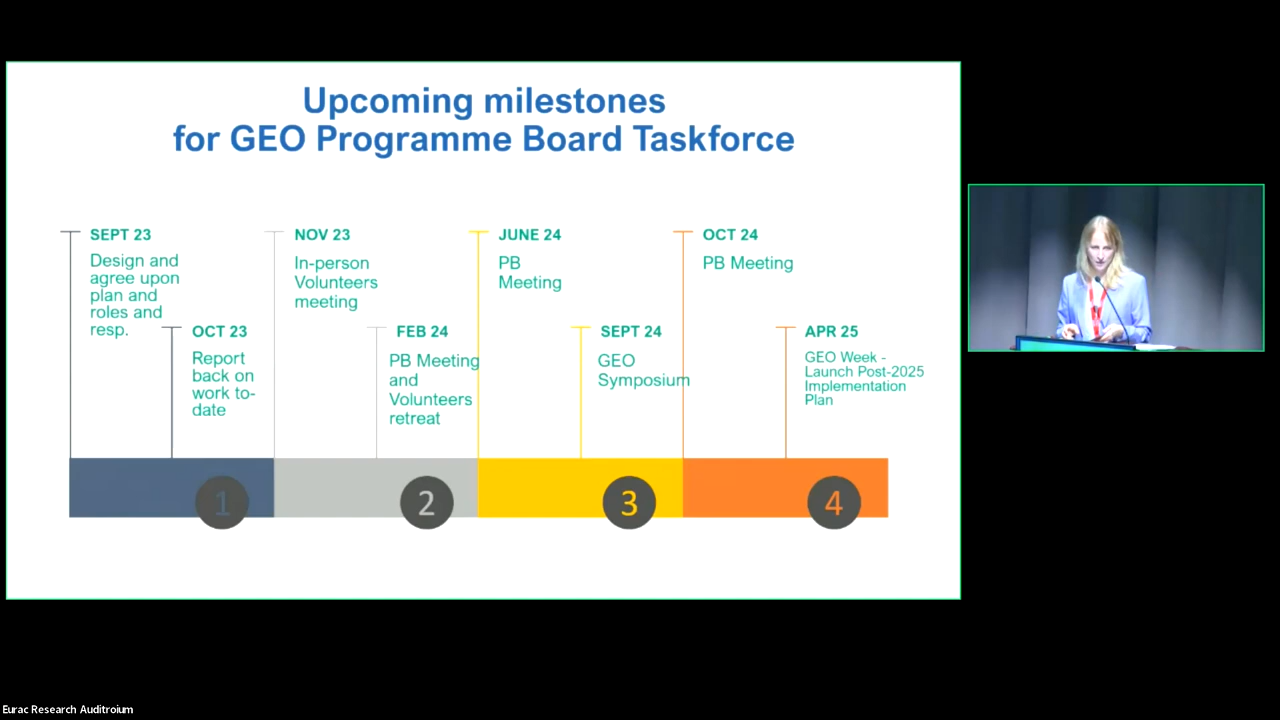 Upcoming milestones
for GEO Programme Board Taskforce
SEPT 23
Design and
agree upon
plan and
roles and
resp.
OCT 23
Report
back on
work to-
date
NOV 23
In-person
Volunteers
meeting
FEB 24
PB Meeting
and
Volunteers
retreat
JUNE 24
PB
Meeting
SEPT 24
GEO
Symposium
OCT 24
PB Meeting
APR 25
GEO Week -
Launch Post-2025
Implementation
Plan
1
2
3
4
Eurac Research Auditroium